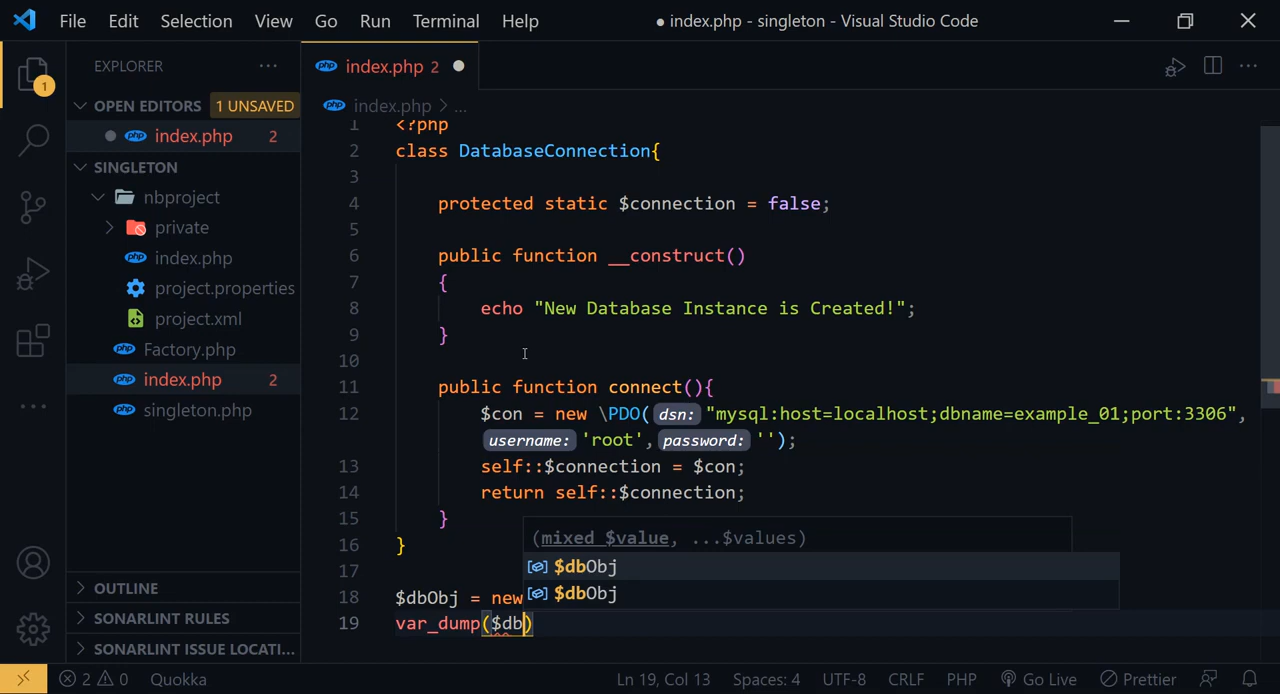 File Edit Selection View Go Run Terminal Help ● index.php - singleton - Visual Studio Code
EXPLORER ...
index.php 2 ●
OPEN EDITORS 1 UNSAVED
index.php > ...
● index.php 2
SINGLETON
nbproject
private
index.php
project.properties
project.xml
Factory.php
index.php 2
singleton.php
OUTLINE
SONARLINT RULES
SONARLINT ISSUE LOCATI...
1 <?php
2 class DatabaseConnection{
3
4 protected static $connection = false;
5
6 public function __construct()
7 {
8 echo "New Database Instance is Created!";
9 }
10
11 public function connect(){
12 $con = new \PDO( dsn: "mysql:host=localhost;dbname=example_01;port:3306",
username: 'root', password: '');
13 self::$connection = $con;
14 return self::$connection;
15 }
16 }
17
18 $dbObj = new
19 var_dump($db)
(mixed $value, ...$values)
$dbObj
$dbObj
1
2 0 Quokka Ln 19, Col 13 Spaces: 4 UTF-8 CRLF PHP Go Live Prettier